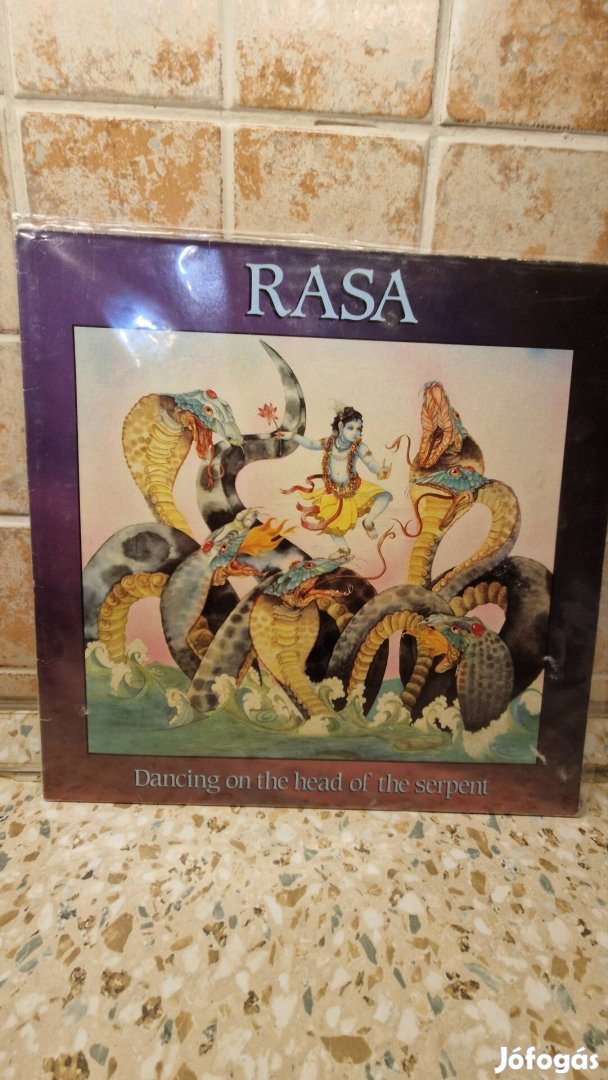 RASA
Dancing on the head of the serpent
Jófogás